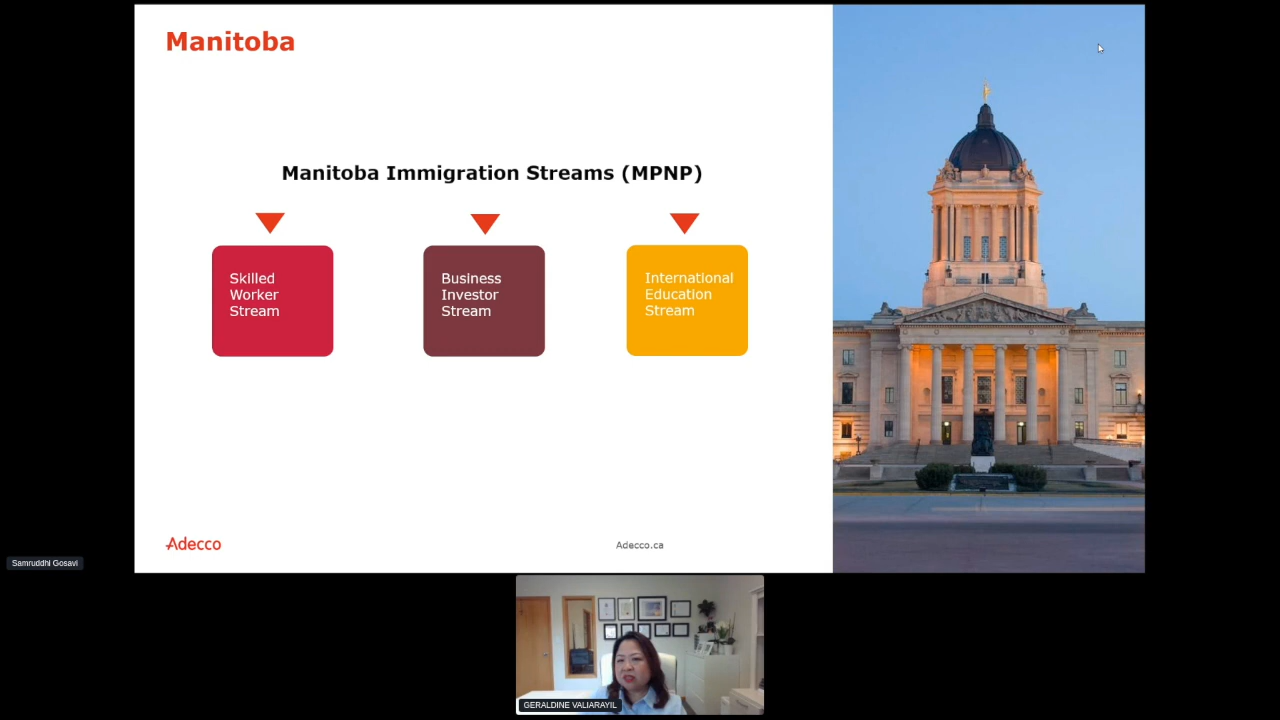 Manitoba
Manitoba Immigration Streams (MPNP)
Skilled
Worker
Stream
Business
Investor
Stream
International
Education
Stream
Adecco
Adecco.ca
Samruddhi Gosavi
GERALDINE VALIARAYIL